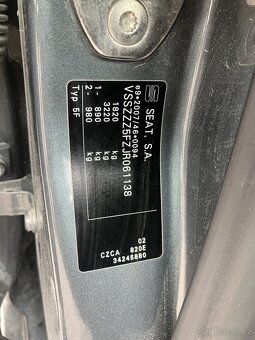 SEAT, S.A.
e9*2007/46*0094
VSSZZZ5FZJR061138
1820 kg
3220 kg
1 - 890 kg
2 - 980 kg
Typ 5F
02
CZCA 820E
34245980